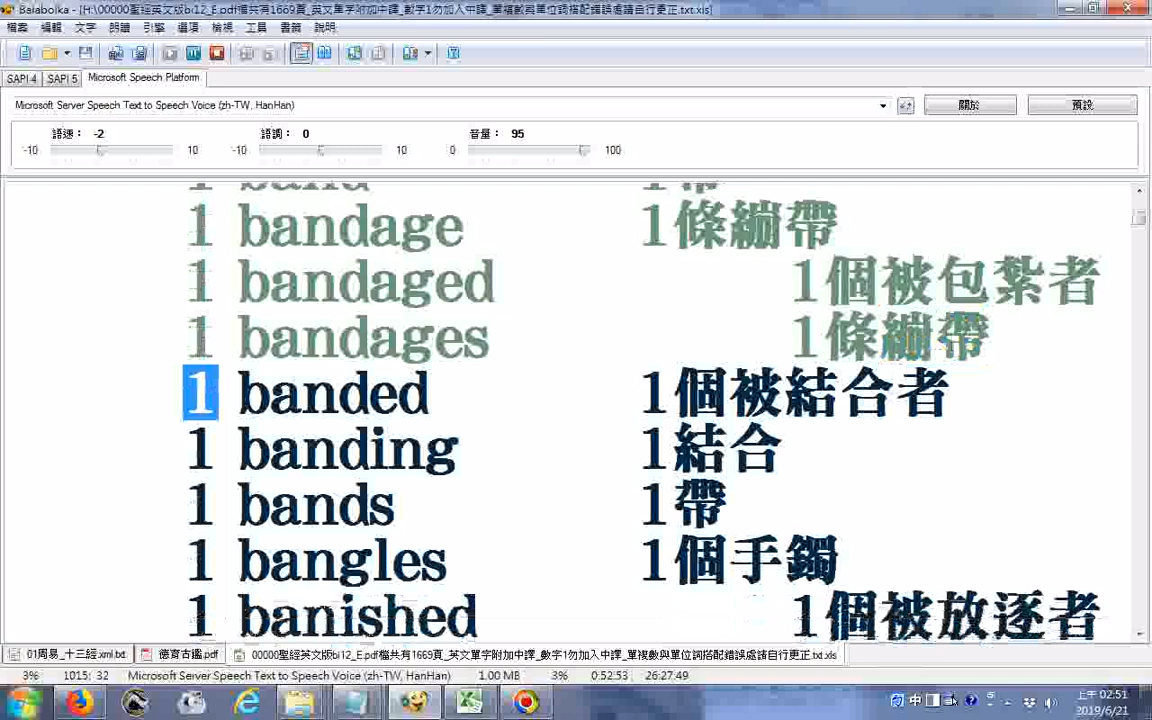 Balabolka - [H:\00000聖經英文版bi12_E.pdf檔共有1669頁_英文單字附加中譯_數字1勿加入中譯_單複數與單位詞搭配錯誤處請自行更正.txt.xls]
檔案 編輯 文字 朗讀 引擎 選項 檢視 工具 書籤 說明
SAPI 4 SAPI 5 Microsoft Speech Platform
Microsoft Server Speech Text to Speech Voice (zh-TW, HanHan) 關於 預設
語速： -2 語調： 0 音量： 95
-10 10 -10 10 0 100
1 band 1帶
1 bandage 1條繃帶
1 bandaged 1個被包紮者
1 bandages 1條繃帶
1 banded 1個被結合者
1 banding 1結合
1 bands 1帶
1 bangles 1個手鐲
1 banished 1個被放逐者
01周易_十三經.xml.txt 德育古鑑.pdf 00000聖經英文版bi12_E.pdf檔共有1669頁_英文單字附加中譯_數字1勿加入中譯_單複數與單位詞搭配錯誤處請自行更正.txt.xls
3% 1015: 32 Microsoft Server Speech Text to Speech Voice (zh-TW, HanHan) 1.00 MB 3% 0:52:53 26:27:49
中 上午 02:51
2019/6/21